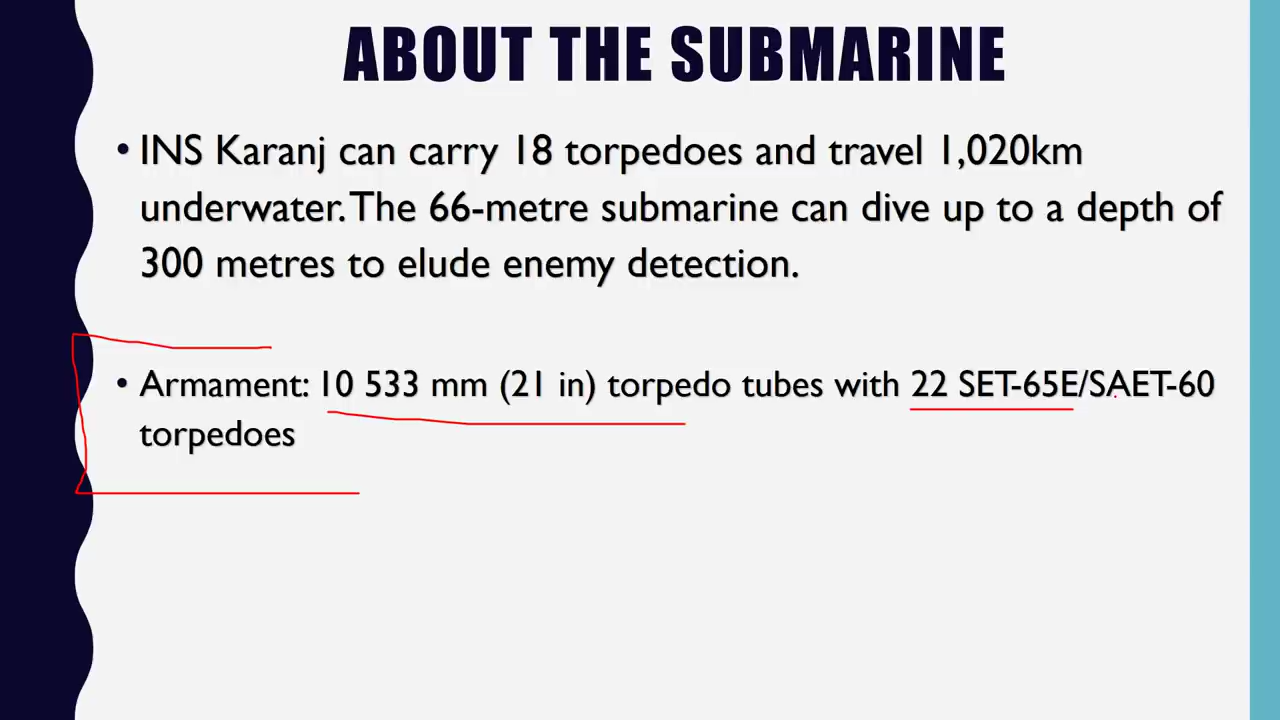 ABOUT THE SUBMARINE
• INS Karanj can carry 18 torpedoes and travel 1,020km
underwater. The 66-metre submarine can dive up to a depth of
300 metres to elude enemy detection.
• Armament: 10 533 mm (21 in) torpedo tubes with 22 SET-65E/SAET-60
torpedoes